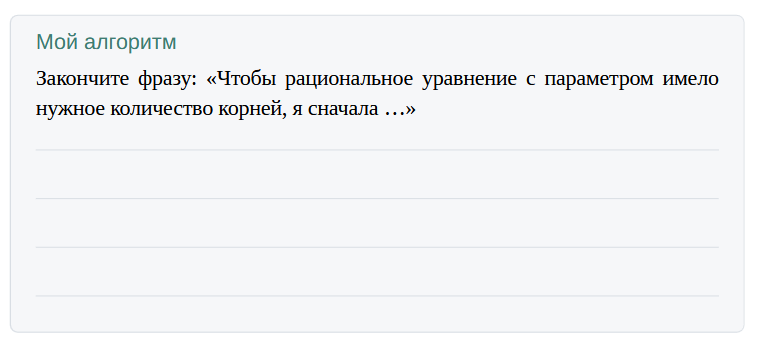 Мой алгоритм
Закончите фразу: «Чтобы рациональное уравнение с параметром имело
нужное количество корней, я сначала …»